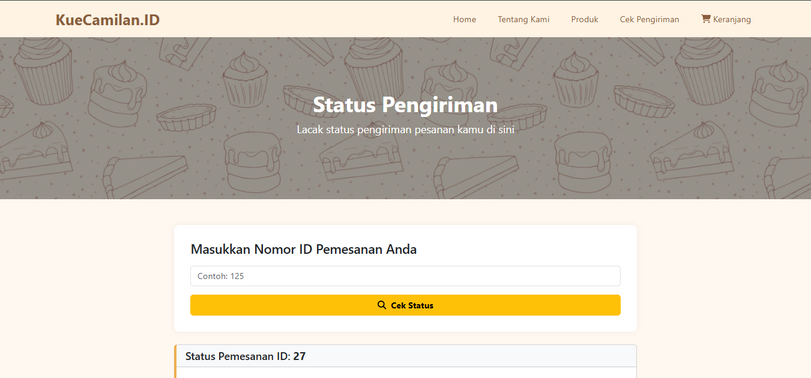 KueCamilan.ID
Home Tentang Kami Produk Cek Pengiriman Keranjang
Status Pengiriman
Lacak status pengiriman pesanan kamu di sini
Masukkan Nomor ID Pemesanan Anda
Contoh: 125
Cek Status
Status Pemesanan ID: 27